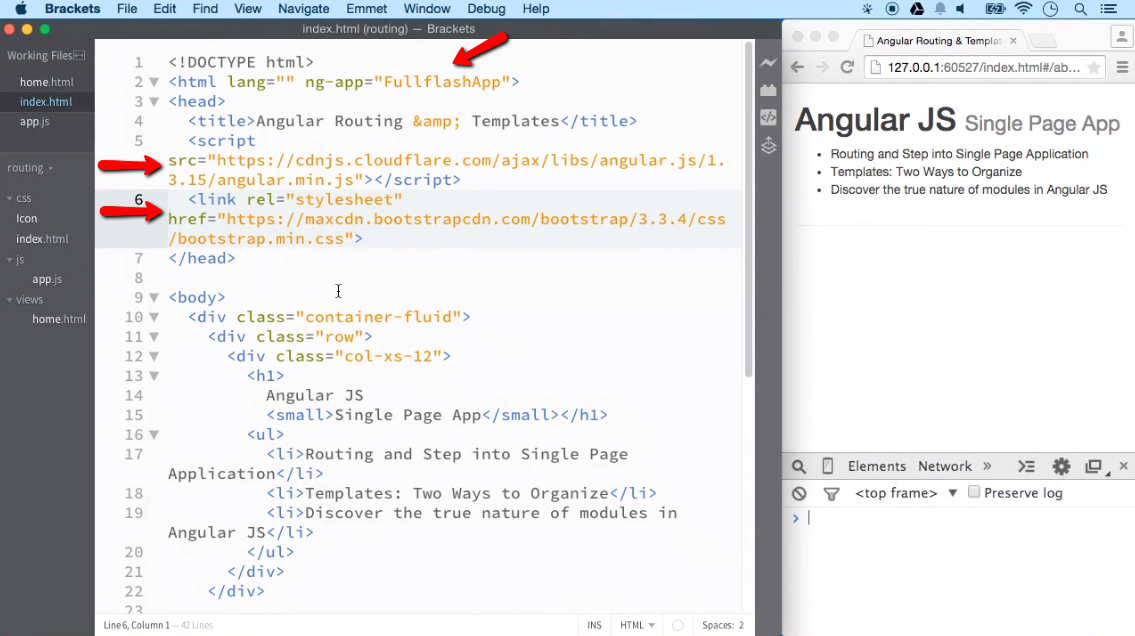 Brackets File Edit Find View Navigate Emmet Window Debug Help
index.html (routing) — Brackets
Working Files
home.html
index.html
app.js
routing
css
Icon
index.html
js
app.js
views
home.html
1 <!DOCTYPE html>
2 <html lang="" ng-app="FullflashApp">
3 <head>
4 <title>Angular Routing &amp; Templates</title>
5 <script
src="https://cdnjs.cloudflare.com/ajax/libs/angular.js/1.
3.15/angular.min.js"></script>
6 <link rel="stylesheet"
href="https://maxcdn.bootstrapcdn.com/bootstrap/3.3.4/css
/bootstrap.min.css">
7 </head>
8
9 <body>
10 <div class="container-fluid">
11 <div class="row">
12 <div class="col-xs-12">
13 <h1>
14 Angular JS
15 <small>Single Page App</small></h1>
16 <ul>
17 <li>Routing and Step into Single Page
Application</li>
18 <li>Templates: Two Ways to Organize</li>
19 <li>Discover the true nature of modules in
Angular JS</li>
20 </ul>
21 </div>
22 </div>
23
Line 6, Column 1 — 42 Lines
INS HTML Spaces: 2
Angular Routing & Templat
127.0.0.1:60527/index.html#/ab...
Angular JS Single Page App
Routing and Step into Single Page Application
Templates: Two Ways to Organize
Discover the true nature of modules in Angular JS
Elements Network »
<top frame> Preserve log